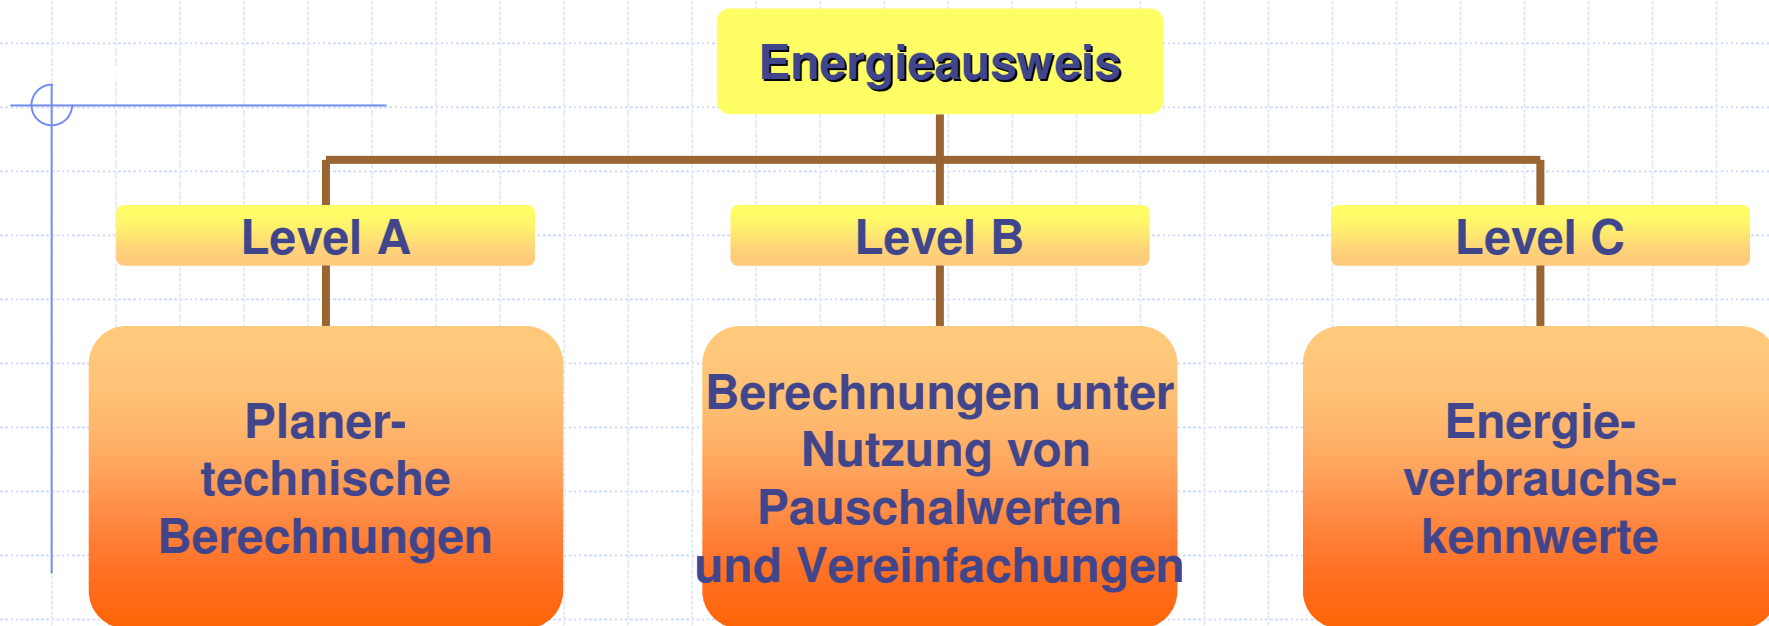 Energieausweis
Level A
Level B
Level C
Planer-
technische
Berechnungen
Berechnungen unter
Nutzung von
Pauschalwerten
und Vereinfachungen
Energie-
verbrauchs-
kennwerte